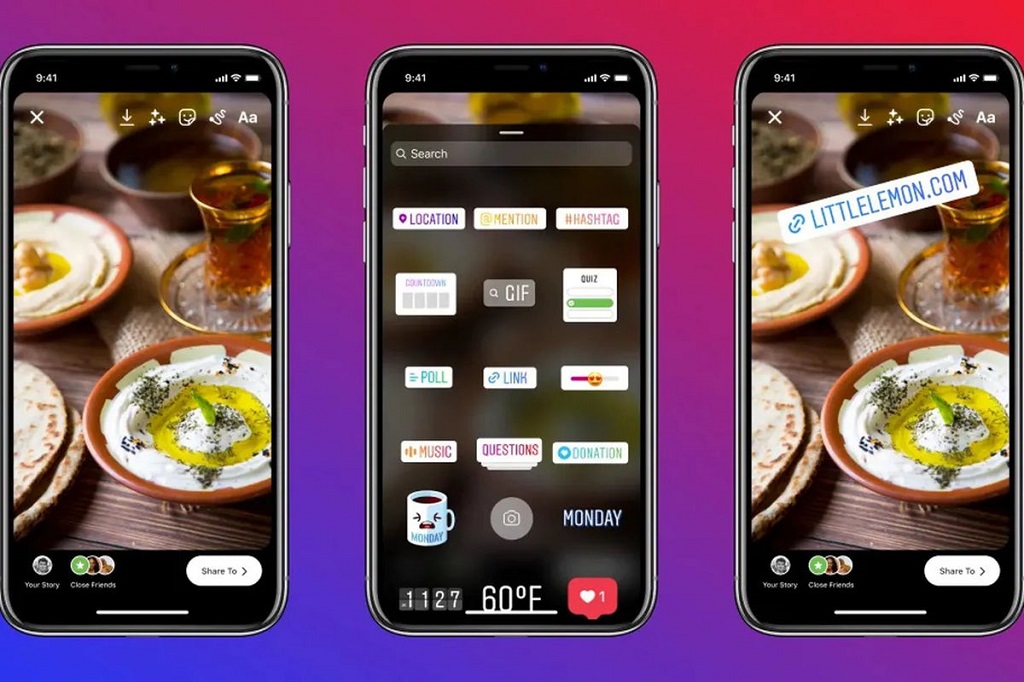 9:41
Aa
Your Story
Close Friends
Share To
9:41
Search
LOCATION
@MENTION
#HASHTAG
COUNTDOWN
GIF
QUIZ
POLL
LINK
MUSIC
QUESTIONS
DONATION
MONDAY
MONDAY
1127
60°F
1
9:41
Aa
LITTLELEMON.COM
Your Story
Close Friends
Share To